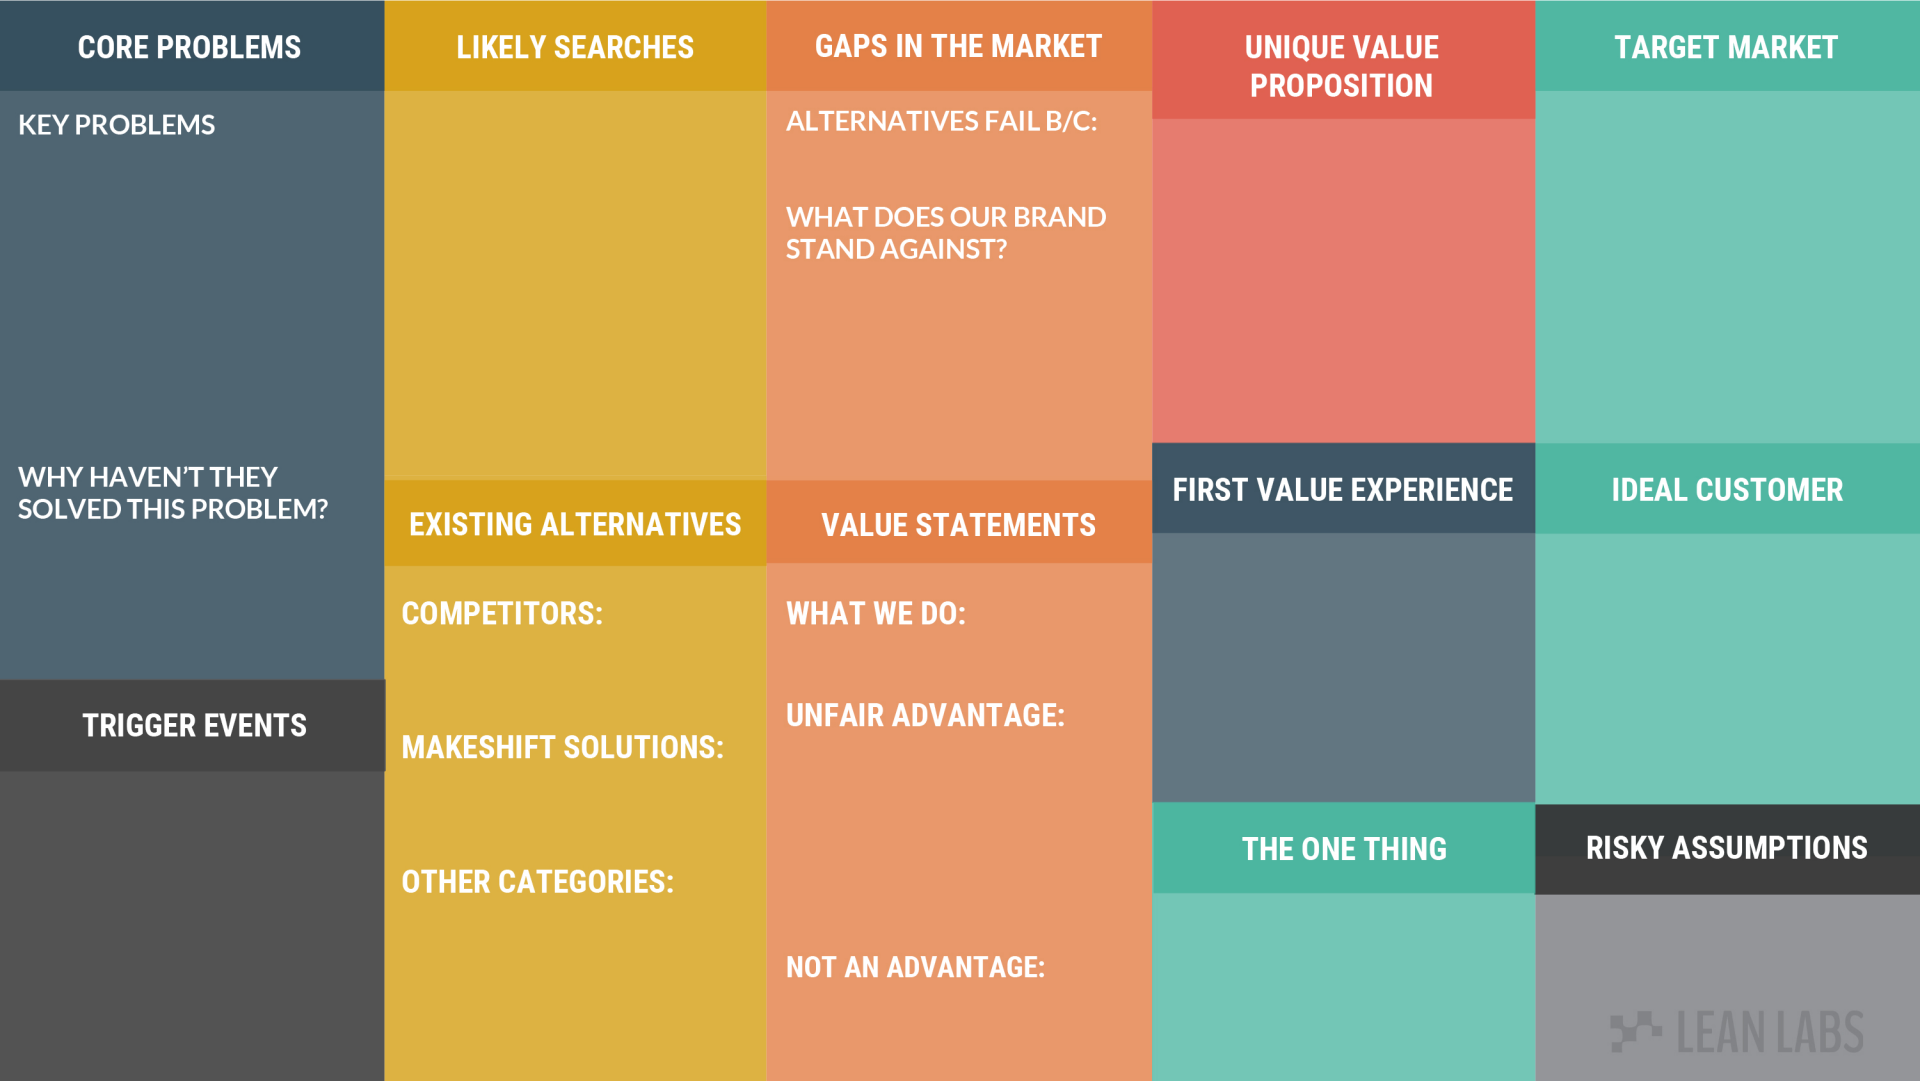 CORE PROBLEMS
KEY PROBLEMS
WHY HAVEN'T THEY
SOLVED THIS PROBLEM?
TRIGGER EVENTS
LIKELY SEARCHES
EXISTING ALTERNATIVES
COMPETITORS:
MAKESHIFT SOLUTIONS:
OTHER CATEGORIES:
GAPS IN THE MARKET
ALTERNATIVES FAIL B/C:
WHAT DOES OUR BRAND
STAND AGAINST?
VALUE STATEMENTS
WHAT WE DO:
UNFAIR ADVANTAGE:
NOT AN ADVANTAGE:
UNIQUE VALUE
PROPOSITION
FIRST VALUE EXPERIENCE
THE ONE THING
TARGET MARKET
IDEAL CUSTOMER
RISKY ASSUMPTIONS
LEAN LABS